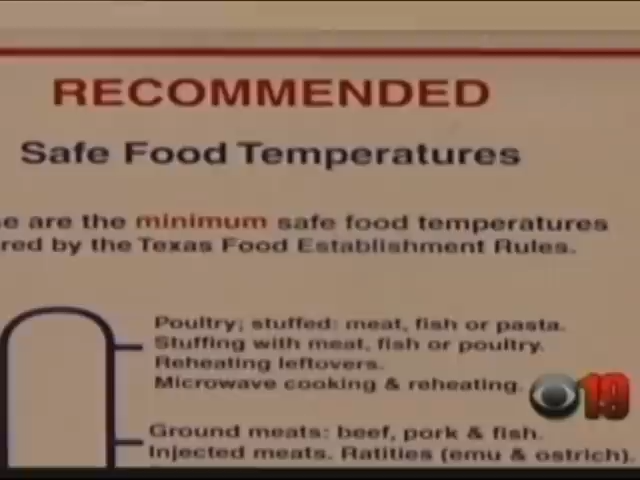 RECOMMENDED
Safe Food Temperatures
e are the minimum safe food temperatures
red by the Texas Food Establishment Rules.
Poultry; stuffed: meat, fish or pasta.
Stuffing with meat, fish or poultry.
Reheating leftovers.
Microwave cooking & reheating.
19
Ground meats: beef, pork & fish.
Injected meats. Ratities (emu & ostrich).